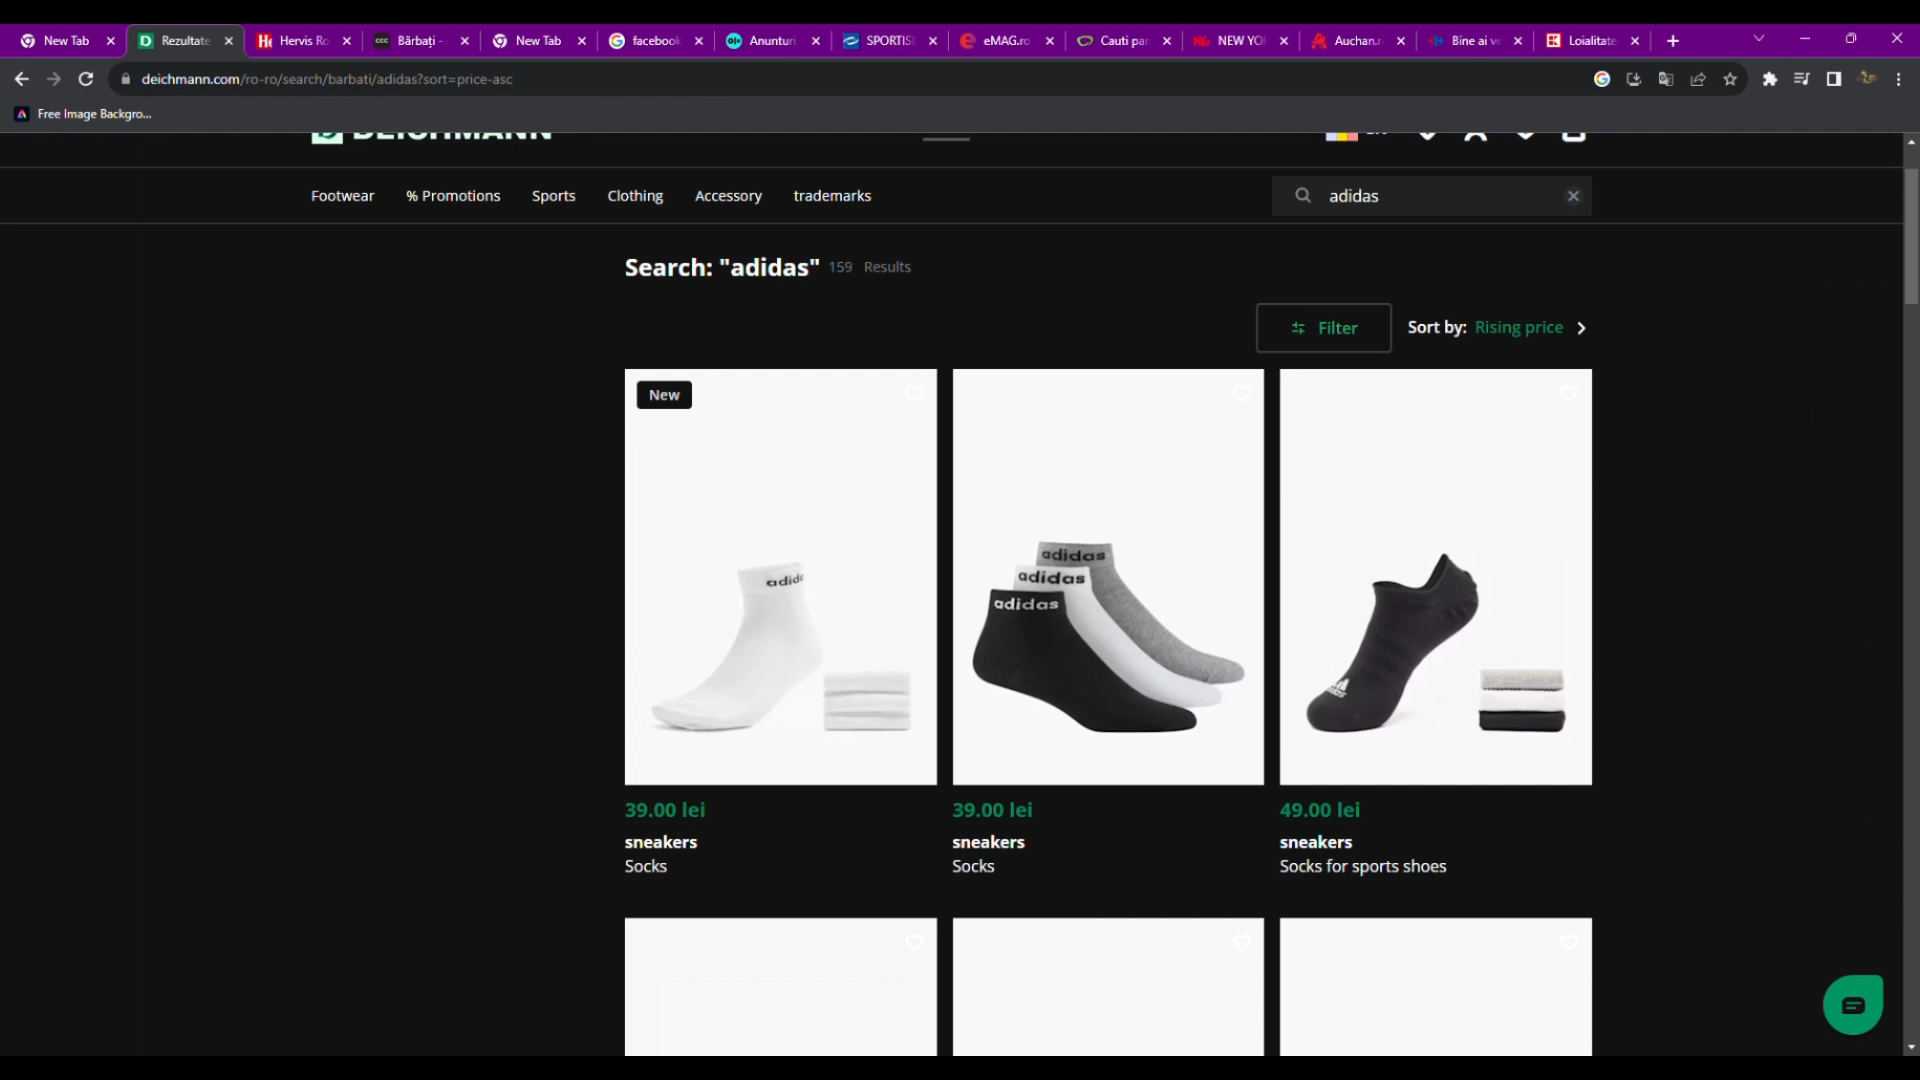 New Tab
Rezultate
Hervis Ro
Bărbați -
New Tab
facebook
Anunturi
SPORTIS
eMAG.ro
Cauti par
NEW YO
Auchan.r
Bine ai ve
Loialitate
deichmann.com/ro-ro/search/barbati/adidas?sort=price-asc
Free Image Backgro...
DEICHMANN
Footwear
% Promotions
Sports
Clothing
Accessory
trademarks
adidas
Search: "adidas" 159 Results
Filter
Sort by: Rising price
New
adidas
adidas
adidas
39.00 lei
sneakers
Socks
39.00 lei
sneakers
Socks
49.00 lei
sneakers
Socks for sports shoes